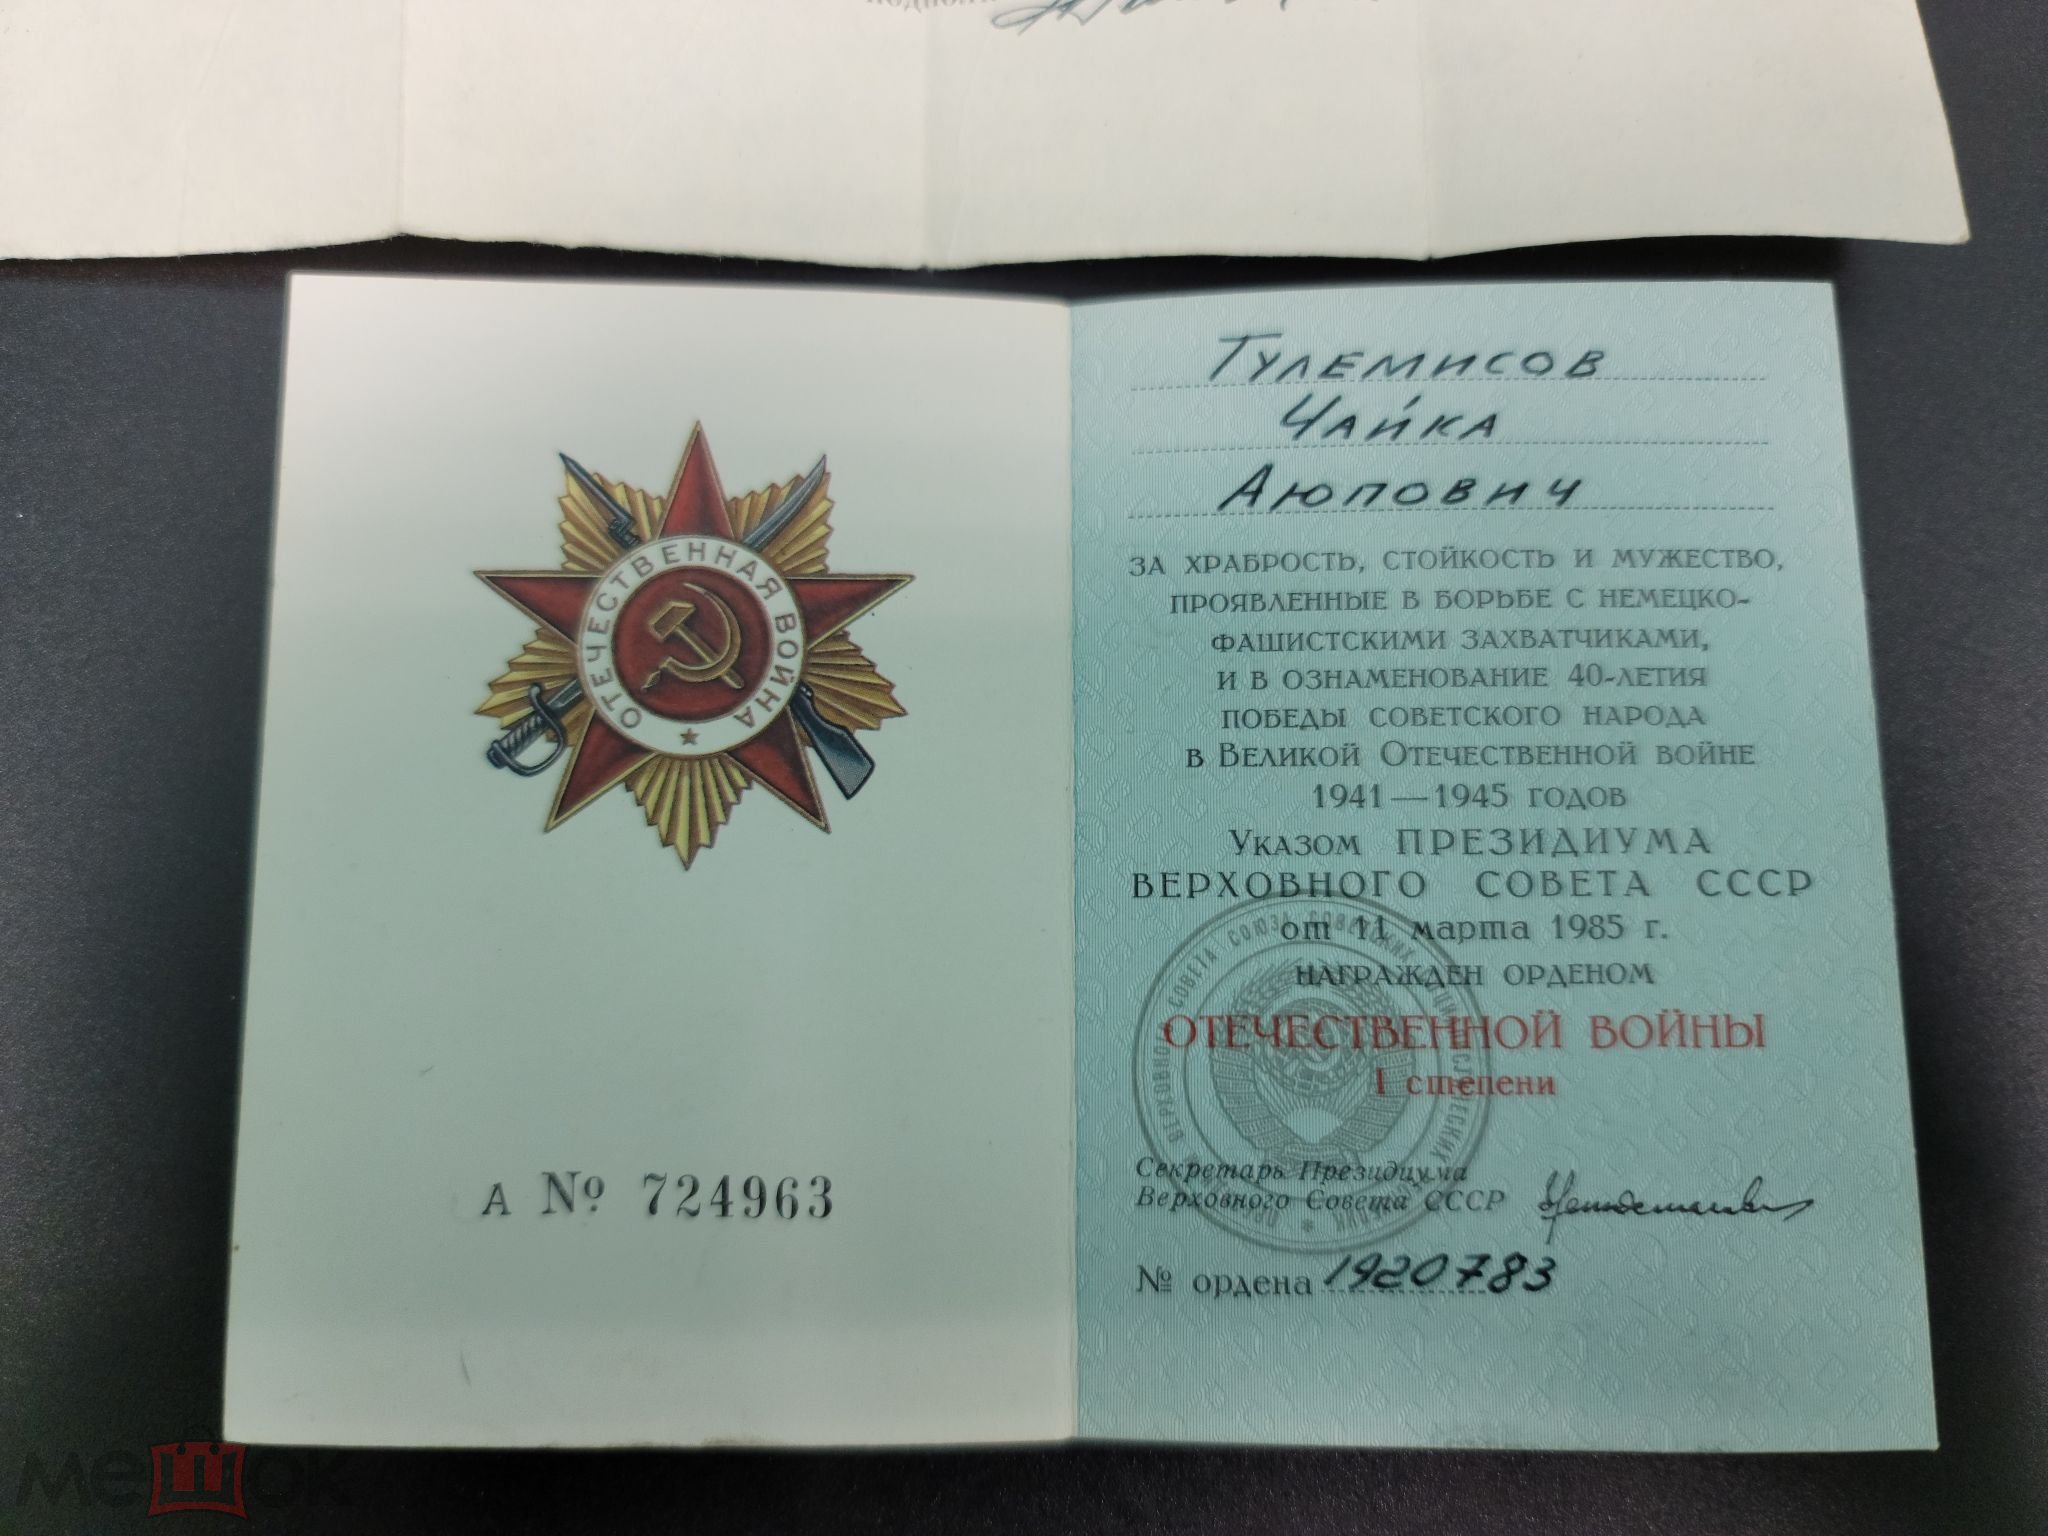 ОТЕЧЕСТВЕННАЯ ВОЙНА
А № 724963
Тулемисов
Чайка
Аюпович
ЗА ХРАБРОСТЬ, СТОЙКОСТЬ И МУЖЕСТВО,
ПРОЯВЛЕННЫЕ В БОРЬБЕ С НЕМЕЦКО-
ФАШИСТСКИМИ ЗАХВАТЧИКАМИ,
И В ОЗНАМЕНОВАНИЕ 40-ЛЕТИЯ
ПОБЕДЫ СОВЕТСКОГО НАРОДА
В ВЕЛИКОЙ ОТЕЧЕСТВЕННОЙ ВОЙНЕ
1941—1945 ГОДОВ
УКАЗОМ ПРЕЗИДИУМА
ВЕРХОВНОГО СОВЕТА СССР
от 11 марта 1985 г.
НАГРАЖДЕН ОРДЕНОМ
ОТЕЧЕСТВЕННОЙ ВОЙНЫ
I степени
Секретарь Президиума
Верховного Совета СССР
№ ордена 1920783
мешок